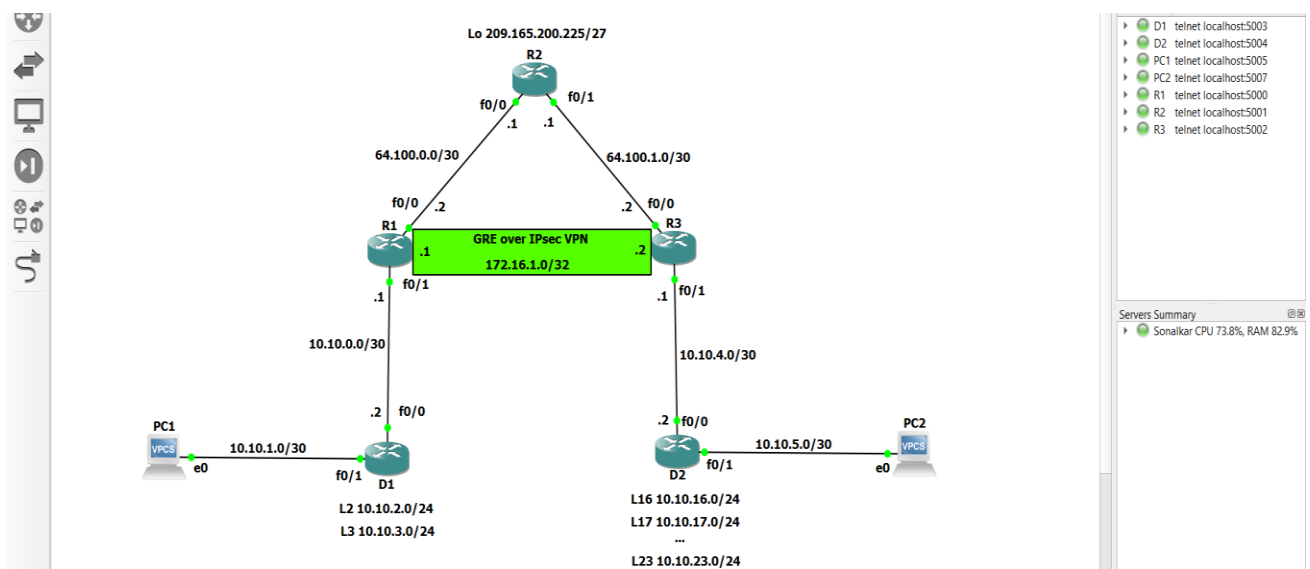 Lo 209.165.200.225/27
R2
f0/0
f0/1
.1
.1
64.100.0.0/30
64.100.1.0/30
f0/0
.2
.2
f0/0
R1
R3
GRE over IPsec VPN
.1
.2
172.16.1.0/32
f0/1
.1
.1
f0/1
10.10.0.0/30
10.10.4.0/30
.2
f0/0
.2
f0/0
PC1
VPCS
e0
10.10.1.0/30
f0/1
D1
PC2
VPCS
e0
10.10.5.0/30
f0/1
D2
L2 10.10.2.0/24
L3 10.10.3.0/24
L16 10.10.16.0/24
L17 10.10.17.0/24
...
L23 10.10.23.0/24
D1 telnet localhost:5003
D2 telnet localhost:5004
PC1 telnet localhost:5005
PC2 telnet localhost:5007
R1 telnet localhost:5000
R2 telnet localhost:5001
R3 telnet localhost:5002
Servers Summary
Sonalkar CPU 73.8%, RAM 82.9%